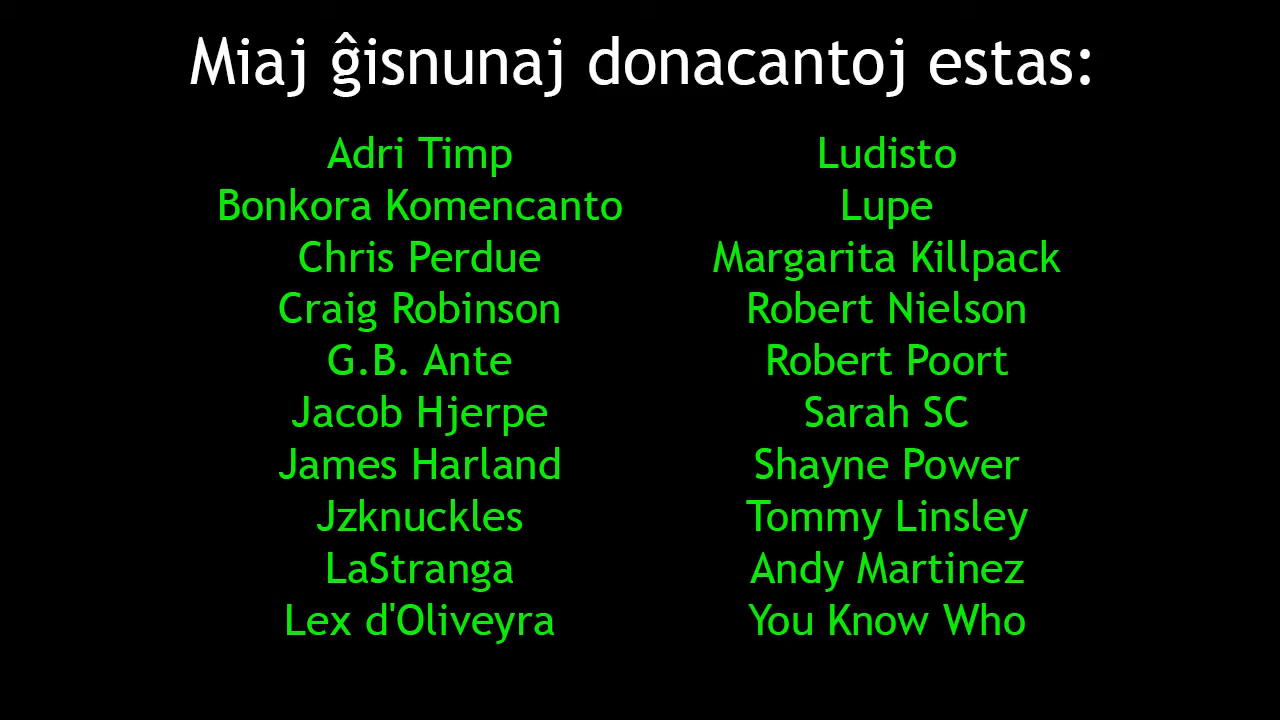 Miaj ĝisnunaj donacantoj estas:
Adri Timp
Bonkora Komencanto
Chris Perdue
Craig Robinson
G.B. Ante
Jacob Hjerpe
James Harland
Jzknuckles
LaStranga
Lex d'Oliveyra
Ludisto
Lupe
Margarita Killpack
Robert Nielson
Robert Poort
Sarah SC
Shayne Power
Tommy Linsley
Andy Martinez
You Know Who